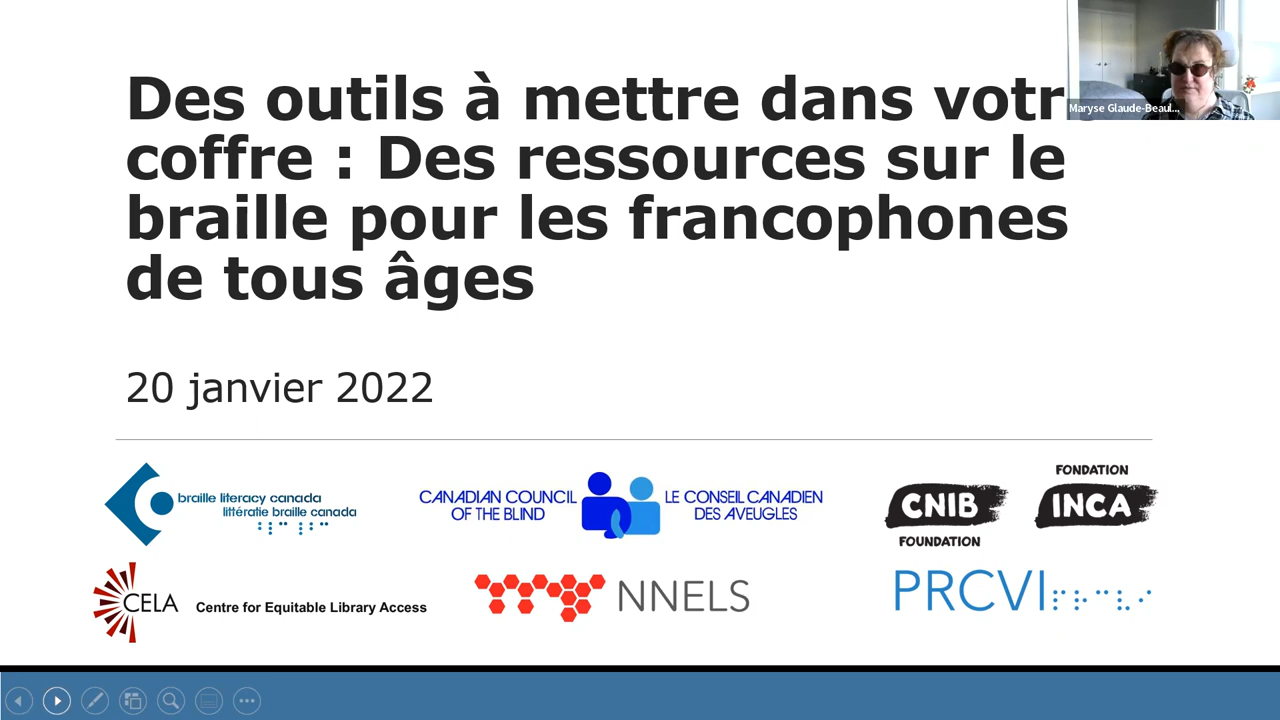 Des outils à mettre dans votr
coffre : Des ressources sur le
braille pour les francophones
de tous âges
Maryse Glaude-Beaul...
20 janvier 2022
braille literacy canada
littératie braille canada
⠃⠇⠉ ⠇⠃⠉
CANADIAN COUNCIL
OF THE BLIND
LE CONSEIL CANADIEN
DES AVEUGLES
CNIB
FOUNDATION
FONDATION
INCA
CELA
Centre for Equitable Library Access
NNELS
PRCVI⠏⠗⠉⠧⠊